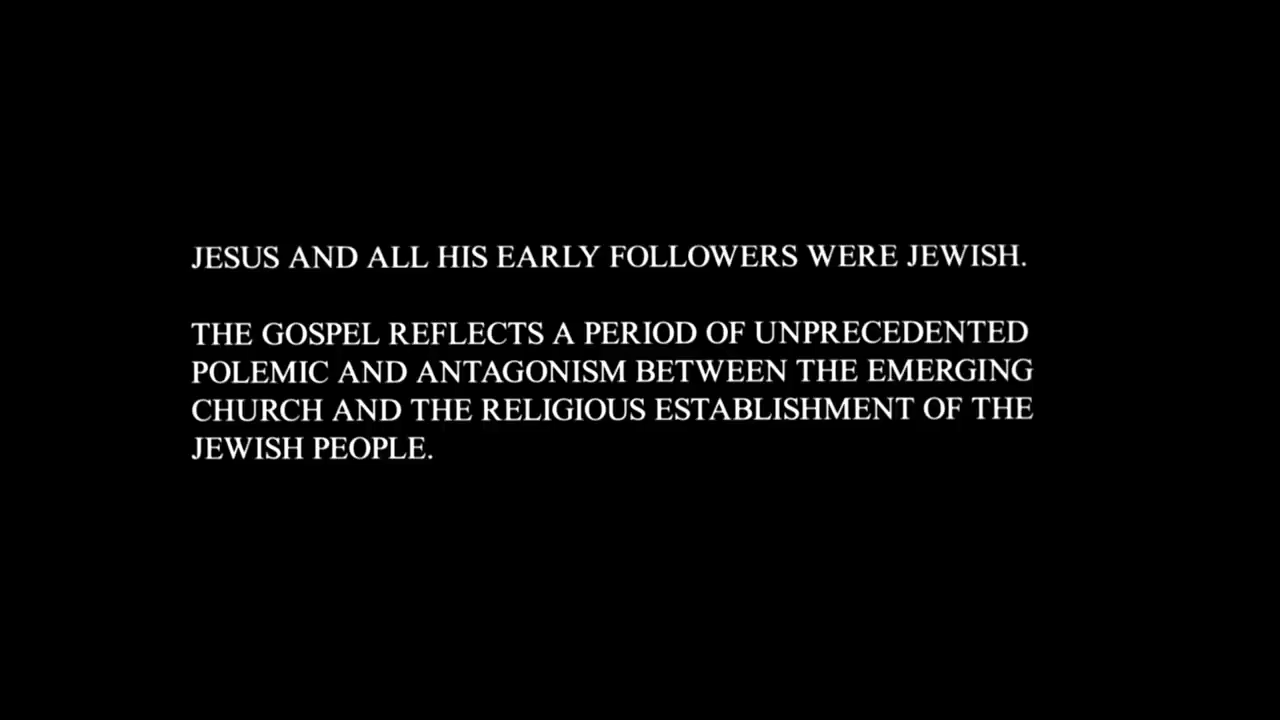 JESUS AND ALL HIS EARLY FOLLOWERS WERE JEWISH.
THE GOSPEL REFLECTS A PERIOD OF UNPRECEDENTED
POLEMIC AND ANTAGONISM BETWEEN THE EMERGING
CHURCH AND THE RELIGIOUS ESTABLISHMENT OF THE
JEWISH PEOPLE.